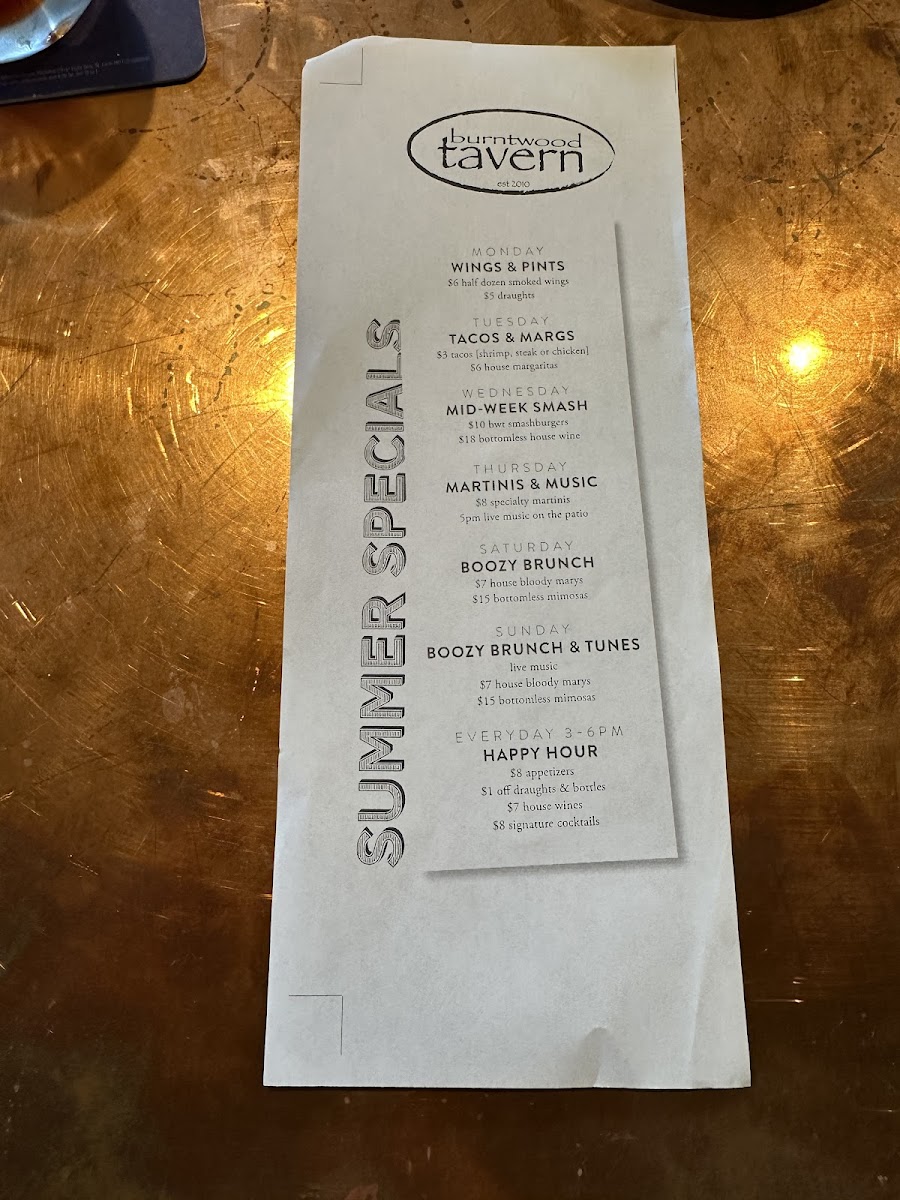 burntwood
tavern
est 2010
SUMMER SPECIALS
MONDAY
WINGS & PINTS
$6 half dozen smoked wings
$5 draughts
TUESDAY
TACOS & MARGS
$3 tacos [shrimp, steak or chicken]
$6 house margaritas
WEDNESDAY
MID-WEEK SMASH
$10 bwt smashburgers
$18 bottomless house wine
THURSDAY
MARTINIS & MUSIC
$8 specialty martinis
5pm live music on the patio
SATURDAY
BOOZY BRUNCH
$7 house bloody marys
$15 bottomless mimosas
SUNDAY
BOOZY BRUNCH & TUNES
live music
$7 house bloody marys
$15 bottomless mimosas
EVERYDAY 3-6PM
HAPPY HOUR
$8 appetizers
$1 off draughts & bottles
$7 house wines
$8 signature cocktails